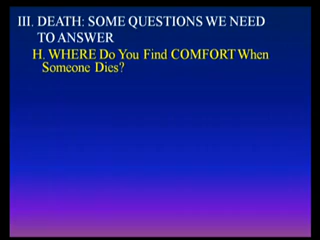 III. DEATH: SOME QUESTIONS WE NEED
TO ANSWER
H. WHERE Do You Find COMFORT When
Someone Dies?